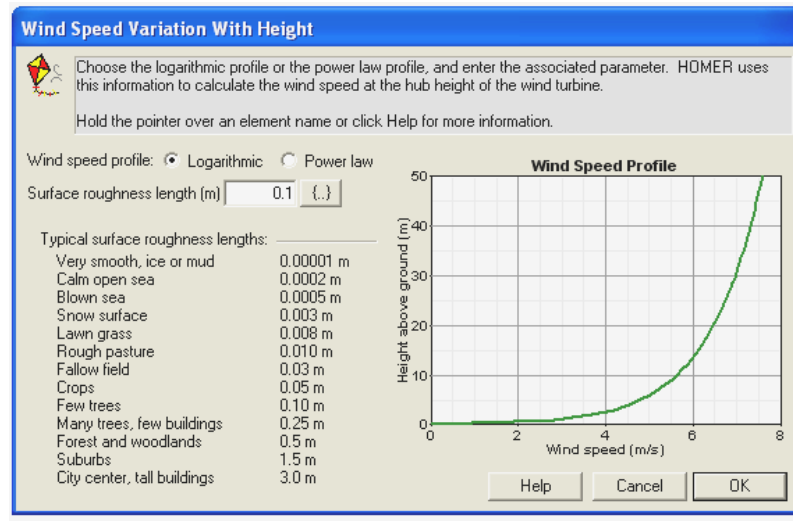 Wind Speed Variation With Height
Choose the logarithmic profile or the power law profile, and enter the associated parameter. HOMER uses
this information to calculate the wind speed at the hub height of the wind turbine.
Hold the pointer over an element name or click Help for more information.
Wind speed profile: Logarithmic Power law
Surface roughness length (m) 0.1 {..}
Typical surface roughness lengths:
Very smooth, ice or mud 0.00001 m
Calm open sea 0.0002 m
Blown sea 0.0005 m
Snow surface 0.003 m
Lawn grass 0.008 m
Rough pasture 0.010 m
Fallow field 0.03 m
Crops 0.05 m
Few trees 0.10 m
Many trees, few buildings 0.25 m
Forest and woodlands 0.5 m
Suburbs 1.5 m
City center, tall buildings 3.0 m
Wind Speed Profile
Height above ground (m)
50
40
30
20
10
0
0 2 4 6 8
Wind speed (m/s)
Help Cancel OK